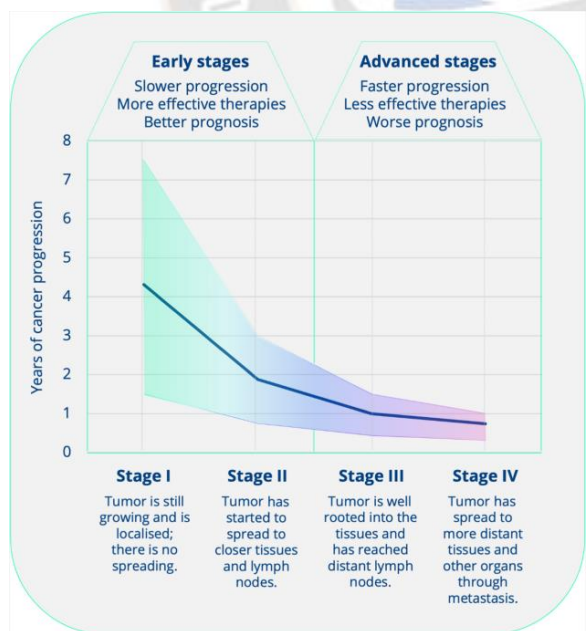 Early stages
Slower progression
More effective therapies
Better prognosis
Advanced stages
Faster progression
Less effective therapies
Worse prognosis
Years of cancer progression
8
7
6
5
4
3
2
1
0
Stage I
Tumor is still
growing and is
localised;
there is no
spreading.
Stage II
Tumor has
started to
spread to
closer tissues
and lymph
nodes.
Stage III
Tumor is well
rooted into the
tissues and
has reached
distant lymph
nodes.
Stage IV
Tumor has
spread to
more distant
tissues and
other organs
through
metastasis.